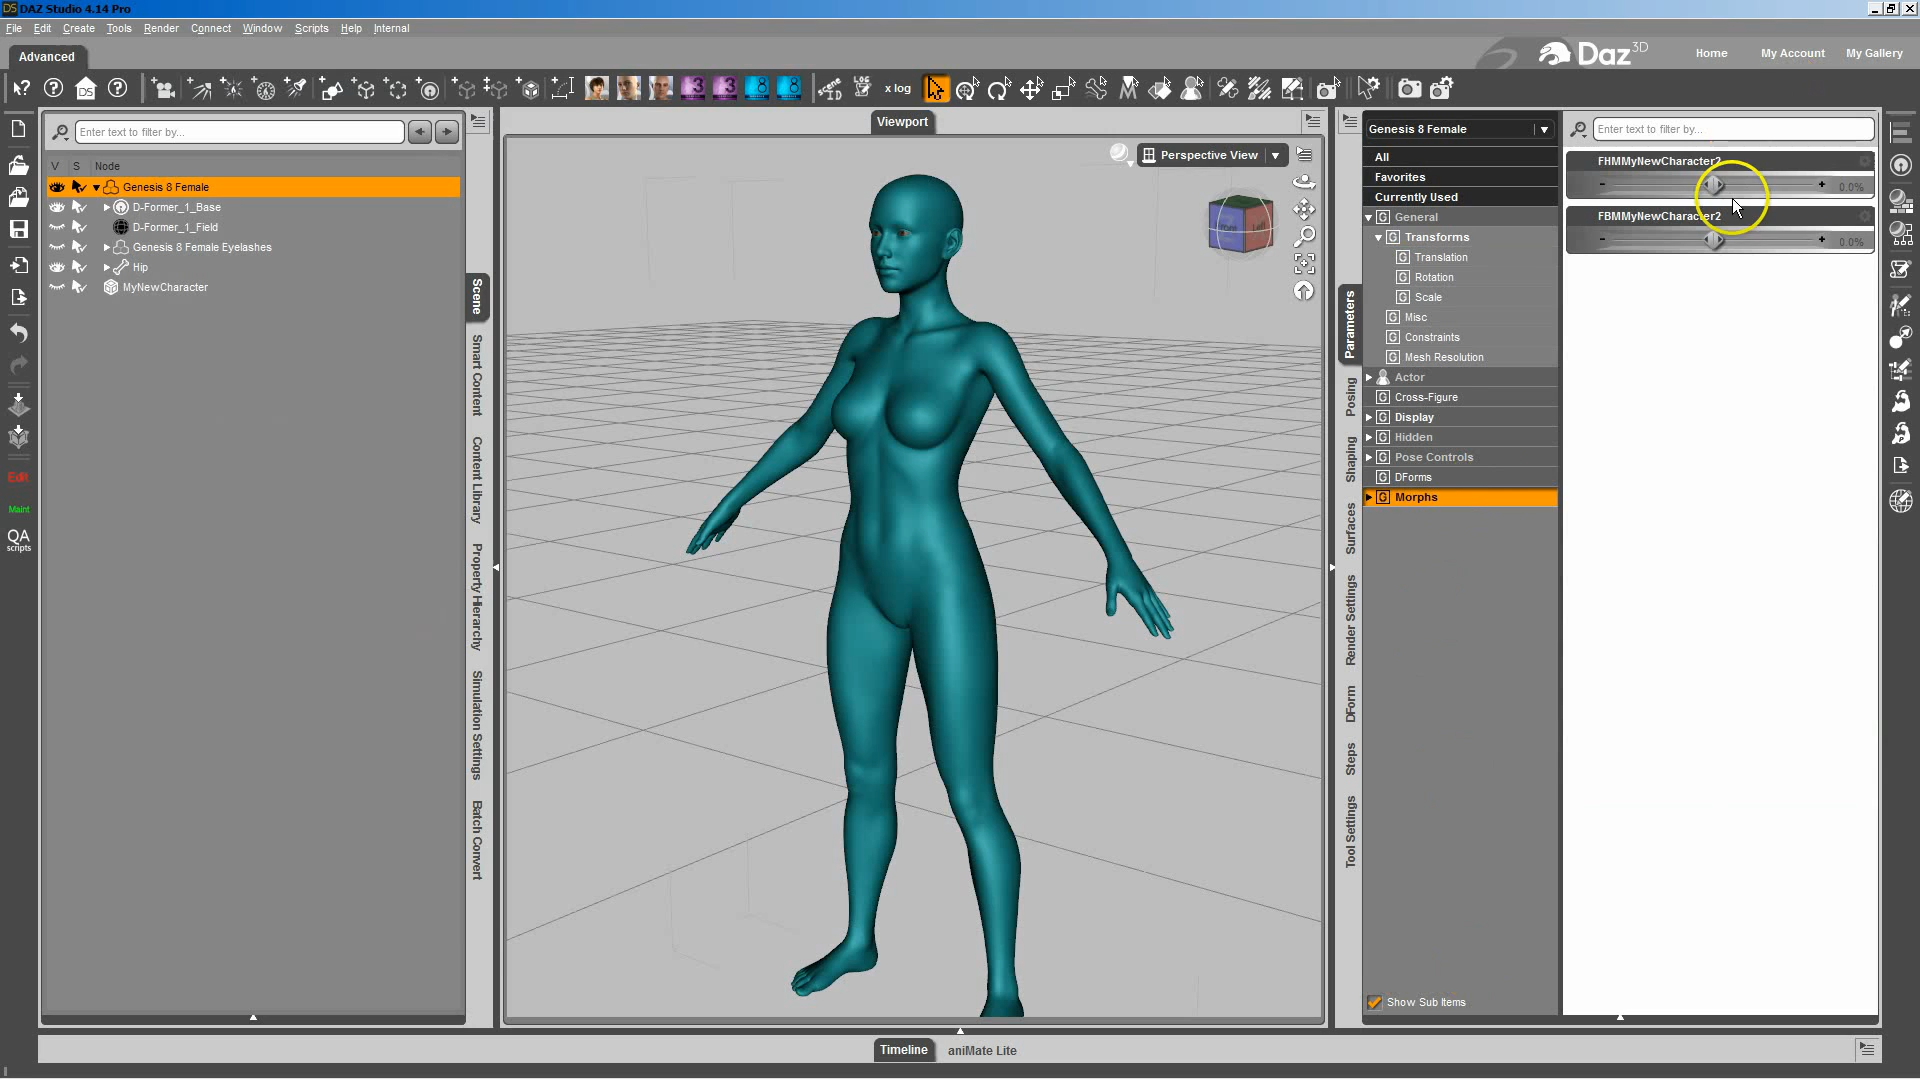 DAZ Studio 4.14 Pro
File Edit Create Tools Render Connect Window Scripts Help Internal
Advanced
Daz 3D
Home My Account My Gallery
x log
Enter text to filter by...
V S Node
Genesis 8 Female
D-Former_1_Base
D-Former_1_Field
Genesis 8 Female Eyelashes
Hip
MyNewCharacter
Edit
Maint
QA
scripts
Scene
Smart Content
Content Library
Property Hierarchy
Simulation Settings
Batch Convert
Viewport
Perspective View
Front
Left
Parameters
Posing
Shaping
Surfaces
Render Settings
DForm
Steps
Tool Settings
Genesis 8 Female
All
Favorites
Currently Used
General
Transforms
Translation
Rotation
Scale
Misc
Constraints
Mesh Resolution
Actor
Cross-Figure
Display
Hidden
Pose Controls
DForms
Morphs
Show Sub Items
Enter text to filter by...
FHMMyNewCharacter2
- + 0.0%
FBMMyNewCharacter2
- + 0.0%
Timeline aniMate Lite